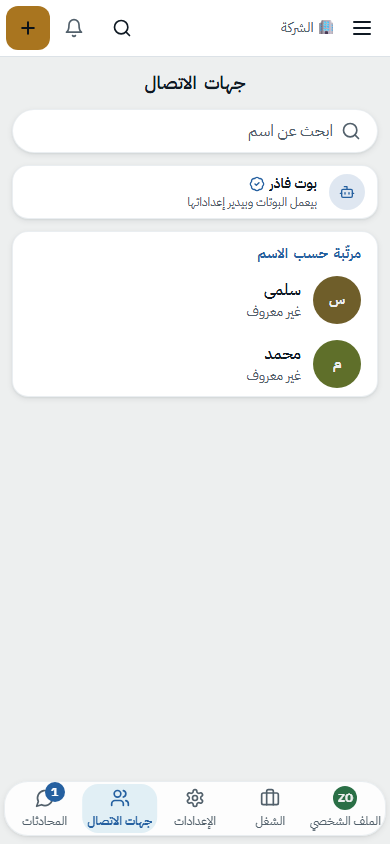 الشركة
جهات الاتصال
ابحث عن اسم
بوت فاذر
بيعمل البوتات وبيدير إعداداتها
مرتّبة حسب الاسم
س
سلمى
غير معروف
م
محمد
غير معروف
ZO
الملف الشخصي
الشغل
الإعدادات
جهات الاتصال
1
المحادثات